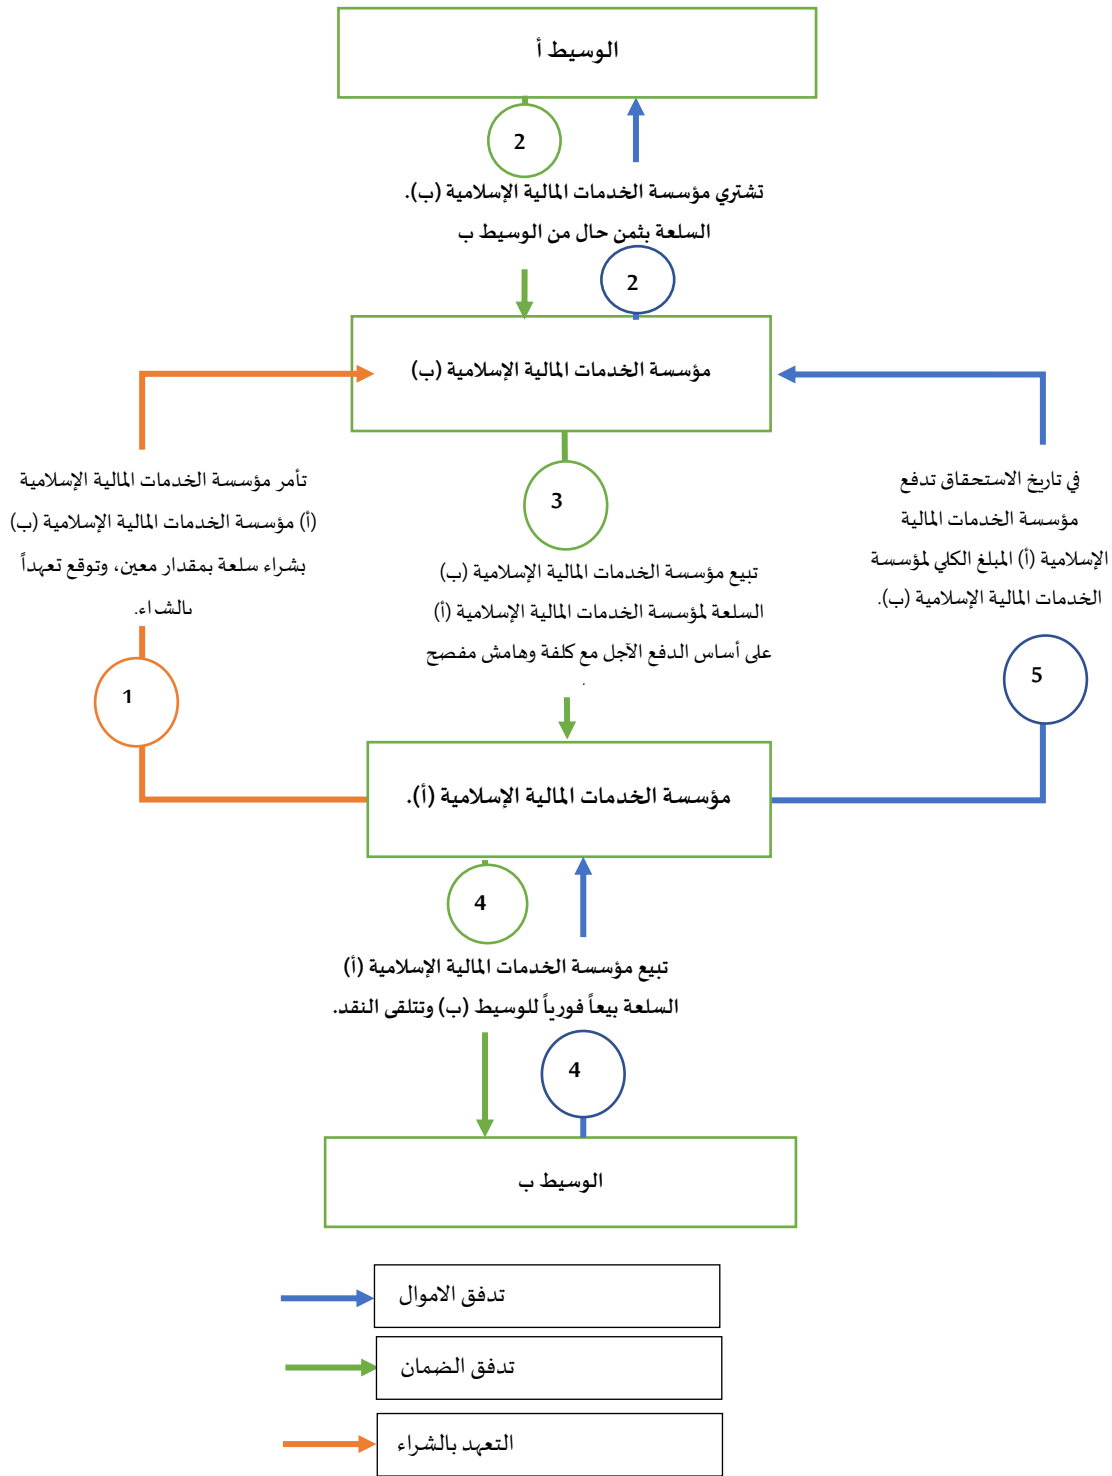 الوسيط أ
2
تشتري مؤسسة الخدمات المالية الإسلامية (ب).
السلعة بثمن حال من الوسيط ب
2
مؤسسة الخدمات المالية الإسلامية (ب)
تأمر مؤسسة الخدمات المالية الإسلامية
(أ) مؤسسة الخدمات المالية الإسلامية (ب)
بشراء سلعة بمقدار معين، وتوقع تعهداً
بالشراء.
1
3
تبيع مؤسسة الخدمات المالية الإسلامية (ب)
السلعة لمؤسسة الخدمات المالية الإسلامية (أ)
على أساس الدفع الآجل مع كلفة وهامش مفصح
.
في تاريخ الاستحقاق تدفع
مؤسسة الخدمات المالية
الإسلامية (أ) المبلغ الكلي لمؤسسة
الخدمات المالية الإسلامية (ب).
5
مؤسسة الخدمات المالية الإسلامية (أ).
4
تبيع مؤسسة الخدمات المالية الإسلامية (أ)
السلعة بيعاً فورياً للوسيط (ب) وتتلقى النقد.
4
الوسيط ب
تدفق الاموال
تدفق الضمان
التعهد بالشراء